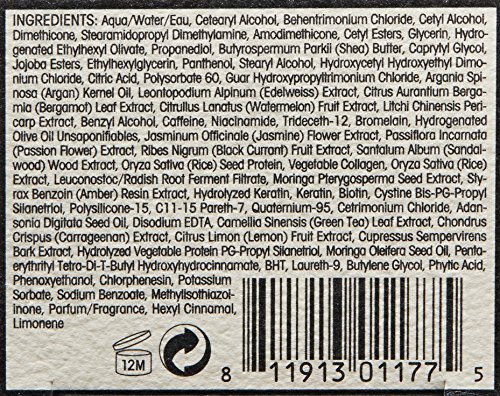 INGREDIENTS: Aqua/Water/Eau, Cetearyl Alcohol, Behentrimonium Chloride, Cetyl Alcohol,
Dimethicone, Stearamidopropyl Dimethylamine, Amodimethicone, Cetyl Esters, Glycerin, Hydro-
genated Ethylhexyl Olivate, Propanediol, Butyrospermum Parkii (Shea) Butter, Caprylyl Glycol,
Jojoba Esters, Ethylhexylglycerin, Panthenol, Stearyl Alcohol, Hydroxycetyl Hydroxyethyl Dimo-
nium Chloride, Citric Acid, Polysorbate 60, Guar Hydroxypropyltrimonium Chloride, Argania Spi-
nosa (Argan) Kernel Oil, Leontopodium Alpinum (Edelweiss) Extract, Citrus Aurantium Berga-
mia (Bergamot) Leaf Extract, Citrullus Lanatus (Watermelon) Fruit Extract, Litchi Chinensis Peri-
carp Extract, Benzyl Alcohol, Caffeine, Niacinamide, Trideceth-12, Bromelain, Hydrogenated
Olive Oil Unsaponifiables, Jasminum Officinale (Jasmine) Flower Extract, Passiflora Incarnata
(Passion Flower) Extract, Ribes Nigrum (Black Currant) Fruit Extract, Santalum Album (Sandal-
wood) Wood Extract, Oryza Sativa (Rice) Seed Protein, Vegetable Collagen, Oryza Sativa (Rice)
Extract, Leuconostoc/Radish Root Ferment Filtrate, Moringa Pterygosperma Seed Extract, Sty-
rax Benzoin (Amber) Resin Extract, Hydrolyzed Keratin, Keratin, Biotin, Cystine Bis-PG-Propyl
Silanetriol, Polysilicone-15, C11-15 Pareth-7, Quaternium-95, Cetrimonium Chloride, Adan-
sonia Digitata Seed Oil, Disodium EDTA, Camellia Sinensis (Green Tea) Leaf Extract, Chondrus
Crispus (Carrageenan) Extract, Citrus Limon (Lemon) Fruit Extract, Cupressus Sempervirens
Bark Extract, Hydrolyzed Vegetable Protein PG-Propyl Silanetriol, Moringa Oleifera Seed Oil, Penta-
erythrityl Tetra-Di-T-Butyl Hydroxyhydrocinnamate, BHT, Laureth-9, Butylene Glycol, Phytic Acid,
Phenoxyethanol, Chlorphenesin, Potassium
Sorbate, Sodium Benzoate, Methylisothiazol-
inone, Parfum/Fragrance, Hexyl Cinnamal,
Limonene
12M
8 11913 01177 5